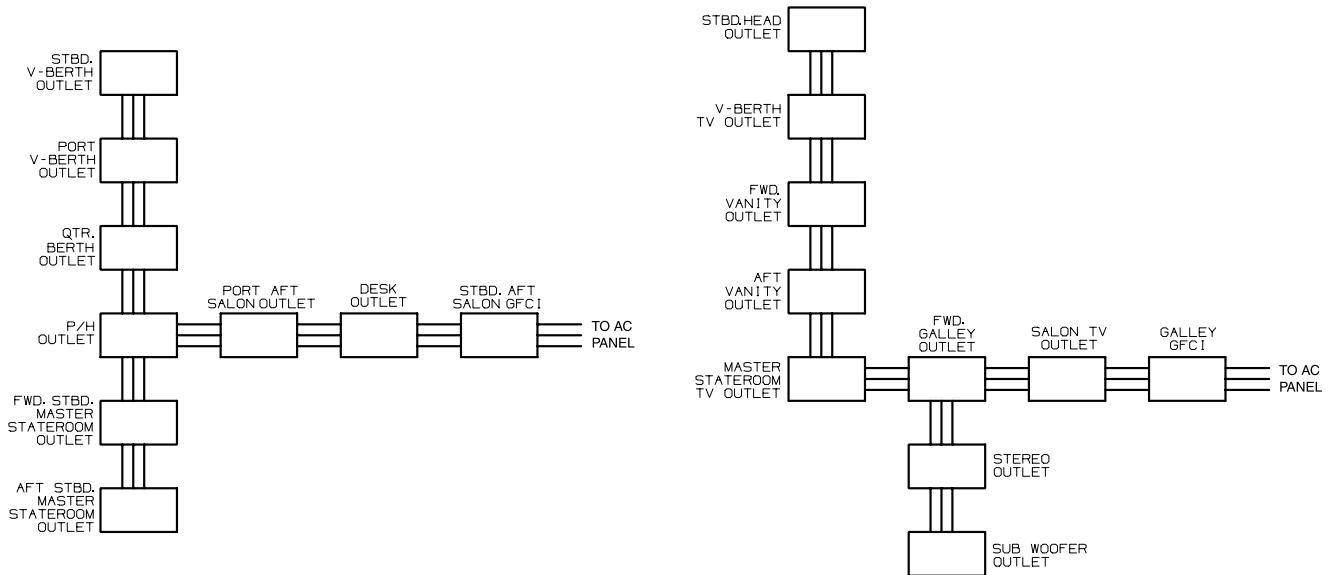 STBD.
V-BERTH
OUTLET
PORT
V-BERTH
OUTLET
QTR.
BERTH
OUTLET
P/H
OUTLET
PORT AFT
SALON OUTLET
DESK
OUTLET
STBD. AFT
SALON GFCI
TO AC
PANEL
FWD. STBD.
MASTER
STATEROOM
OUTLET
AFT STBD.
MASTER
STATEROOM
OUTLET
STBD. HEAD
OUTLET
V-BERTH
TV OUTLET
FWD.
VANITY
OUTLET
AFT
VANITY
OUTLET
MASTER
STATEROOM
TV OUTLET
FWD.
GALLEY
OUTLET
SALON TV
OUTLET
GALLEY
GFCI
TO AC
PANEL
STEREO
OUTLET
SUB WOOFER
OUTLET